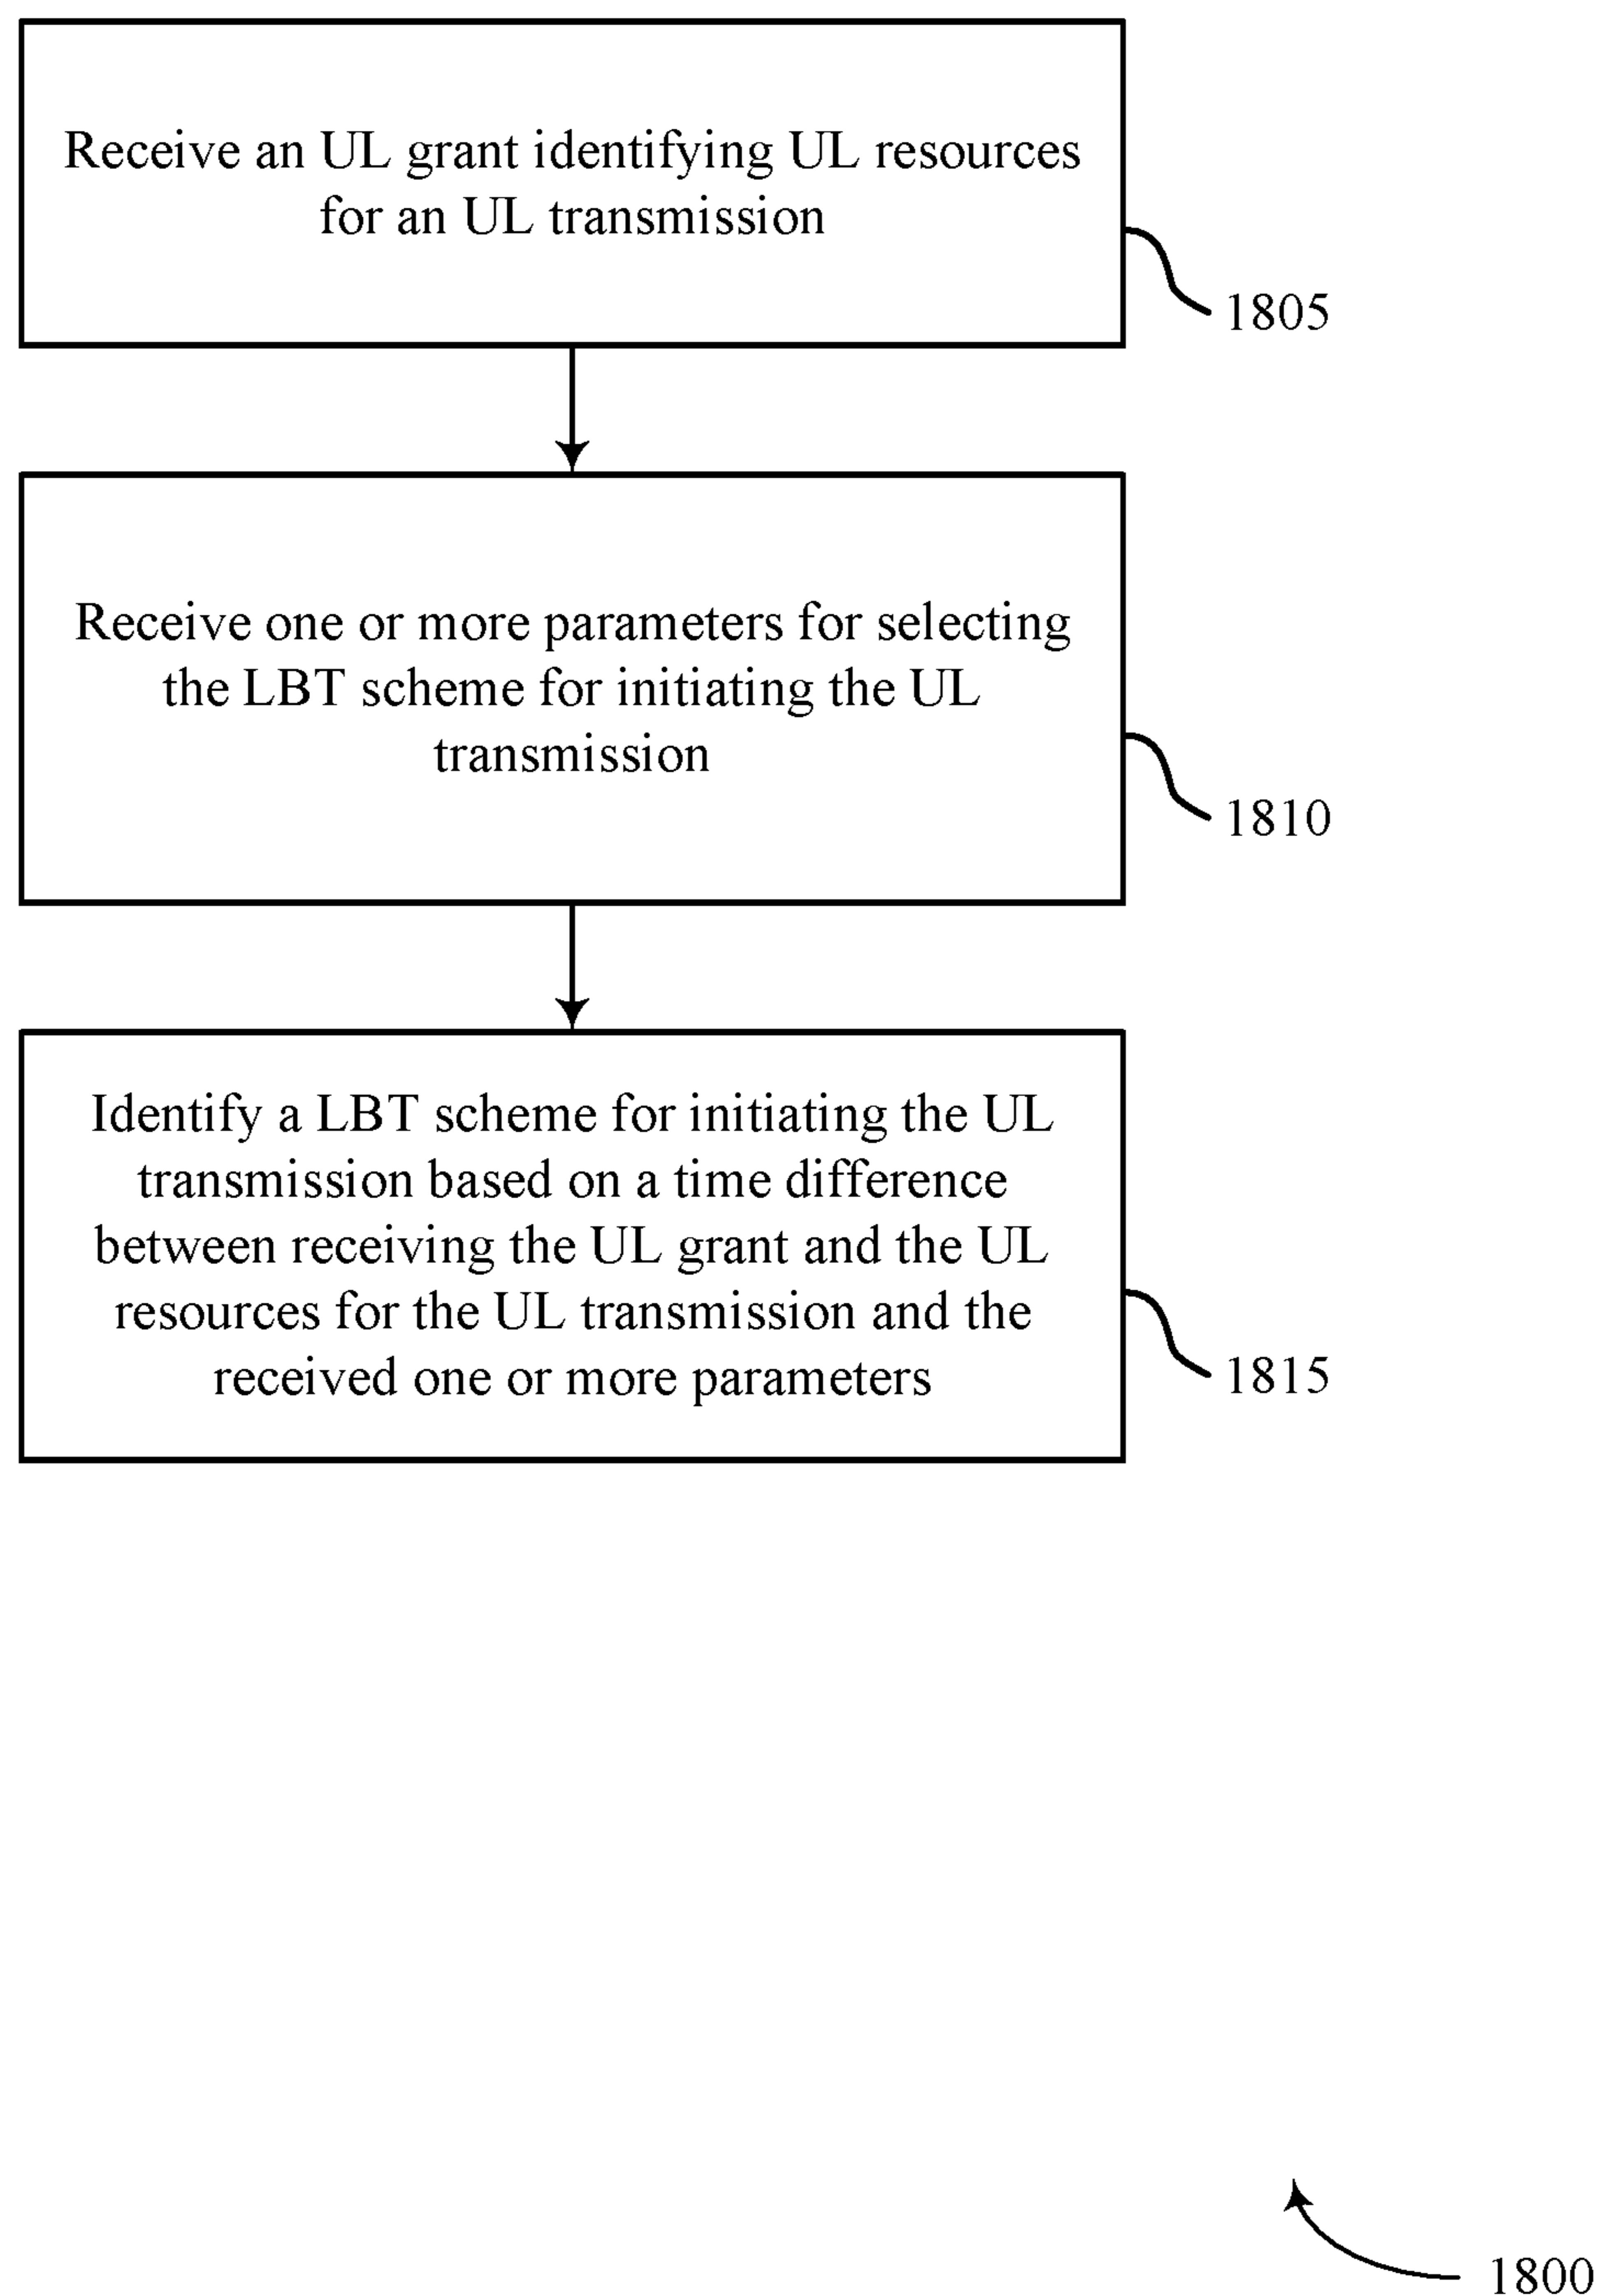 Receive an UL grant identifying UL resources
for an UL transmission
1805
Receive one or more parameters for selecting
the LBT scheme for initiating the UL
transmission
1810
Identify a LBT scheme for initiating the UL
transmission based on a time difference
between receiving the UL grant and the UL
resources for the UL transmission and the
received one or more parameters
1815
1800